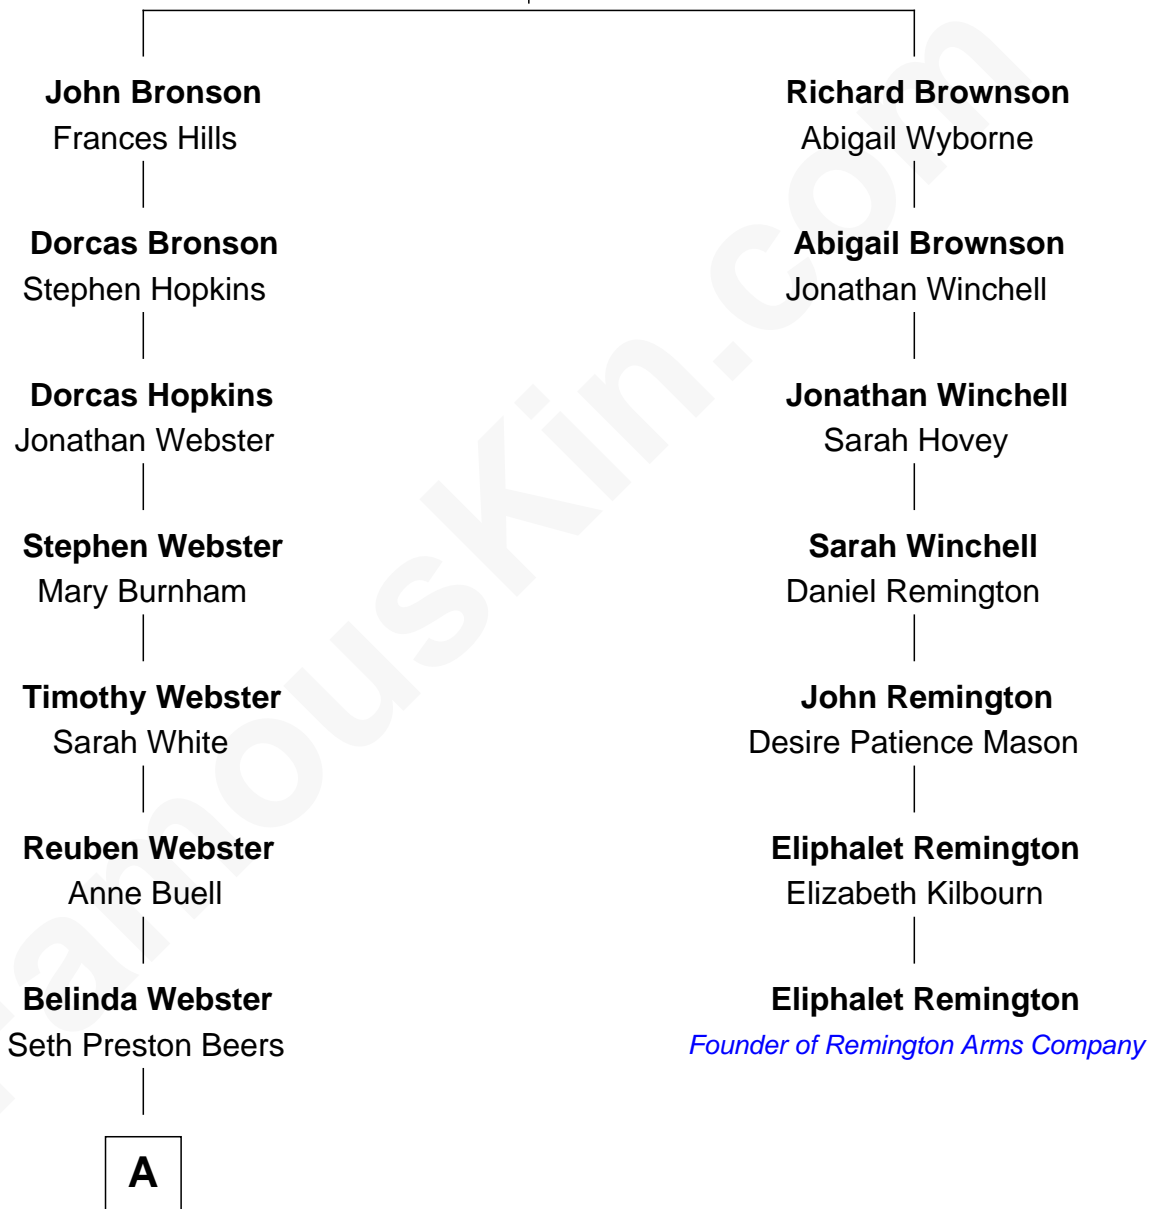 John Bronson
Frances Hills
Dorcas Bronson
Stephen Hopkins
Dorcas Hopkins
Jonathan Webster
Stephen Webster
Mary Burnham
Timothy Webster
Sarah White
Reuben Webster
Anne Buell
Belinda Webster
Seth Preston Beers
A
Richard Brownson
Abigail Wyborne
Abigail Brownson
Jonathan Winchell
Jonathan Winchell
Sarah Hovey
Sarah Winchell
Daniel Remington
John Remington
Desire Patience Mason
Eliphalet Remington
Elizabeth Kilbourn
Eliphalet Remington
Founder of Remington Arms Company
FamousKin.com